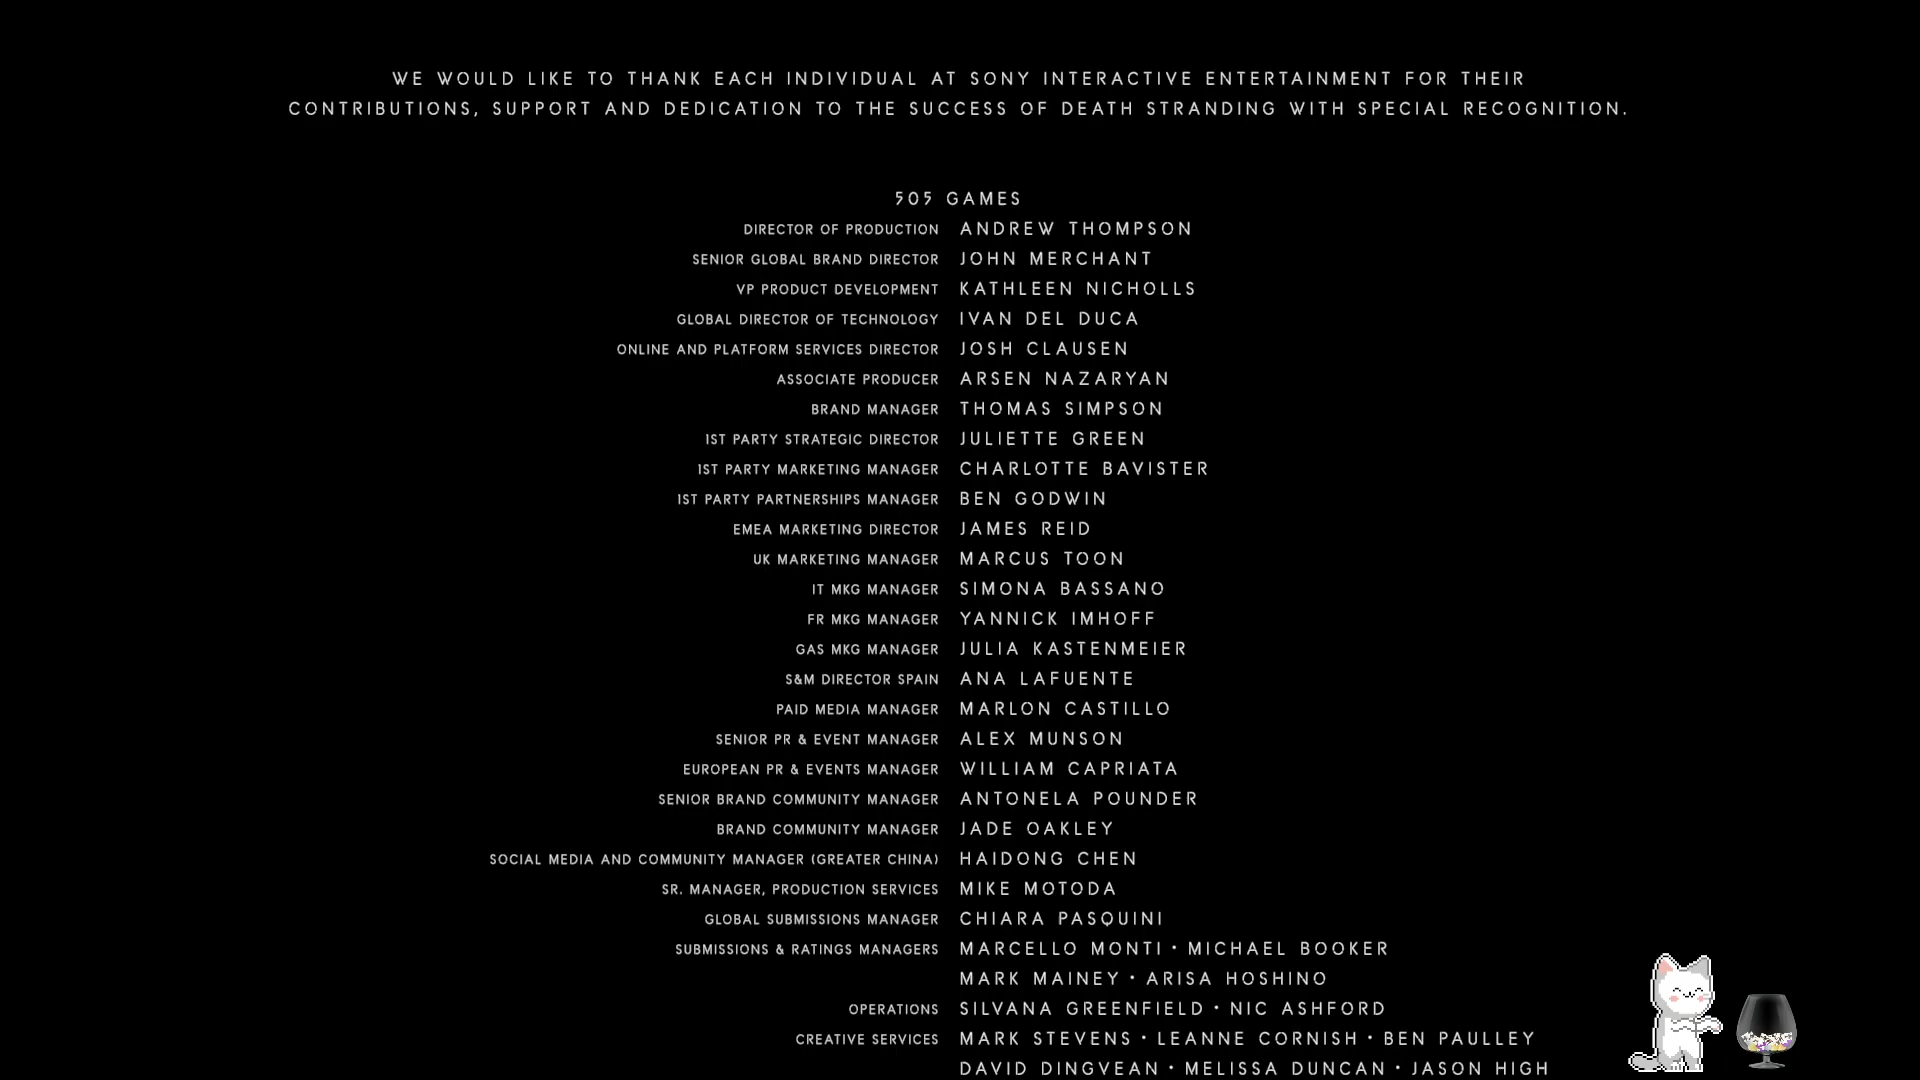 WE WOULD LIKE TO THANK EACH INDIVIDUAL AT SONY INTERACTIVE ENTERTAINMENT FOR THEIR
CONTRIBUTIONS, SUPPORT AND DEDICATION TO THE SUCCESS OF DEATH STRANDING WITH SPECIAL RECOGNITION.
505 GAMES
DIRECTOR OF PRODUCTION ANDREW THOMPSON
SENIOR GLOBAL BRAND DIRECTOR JOHN MERCHANT
VP PRODUCT DEVELOPMENT KATHLEEN NICHOLLS
GLOBAL DIRECTOR OF TECHNOLOGY IVAN DEL DUCA
ONLINE AND PLATFORM SERVICES DIRECTOR JOSH CLAUSEN
ASSOCIATE PRODUCER ARSEN NAZARYAN
BRAND MANAGER THOMAS SIMPSON
1ST PARTY STRATEGIC DIRECTOR JULIETTE GREEN
1ST PARTY MARKETING MANAGER CHARLOTTE BAVISTER
1ST PARTY PARTNERSHIPS MANAGER BEN GODWIN
EMEA MARKETING DIRECTOR JAMES REID
UK MARKETING MANAGER MARCUS TOON
IT MKG MANAGER SIMONA BASSANO
FR MKG MANAGER YANNICK IMHOFF
GAS MKG MANAGER JULIA KASTENMEIER
S&M DIRECTOR SPAIN ANA LAFUENTE
PAID MEDIA MANAGER MARLON CASTILLO
SENIOR PR & EVENT MANAGER ALEX MUNSON
EUROPEAN PR & EVENTS MANAGER WILLIAM CAPRIATA
SENIOR BRAND COMMUNITY MANAGER ANTONELA POUNDER
BRAND COMMUNITY MANAGER JADE OAKLEY
SOCIAL MEDIA AND COMMUNITY MANAGER (GREATER CHINA) HAIDONG CHEN
SR. MANAGER, PRODUCTION SERVICES MIKE MOTODA
GLOBAL SUBMISSIONS MANAGER CHIARA PASQUINI
SUBMISSIONS & RATINGS MANAGERS MARCELLO MONTI・MICHAEL BOOKER
MARK MAINEY・ARISA HOSHINO
OPERATIONS SILVANA GREENFIELD・NIC ASHFORD
CREATIVE SERVICES MARK STEVENS・LEANNE CORNISH・BEN PAULLEY
DAVID DINGVEAN・MELISSA DUNCAN・JASON HIGH